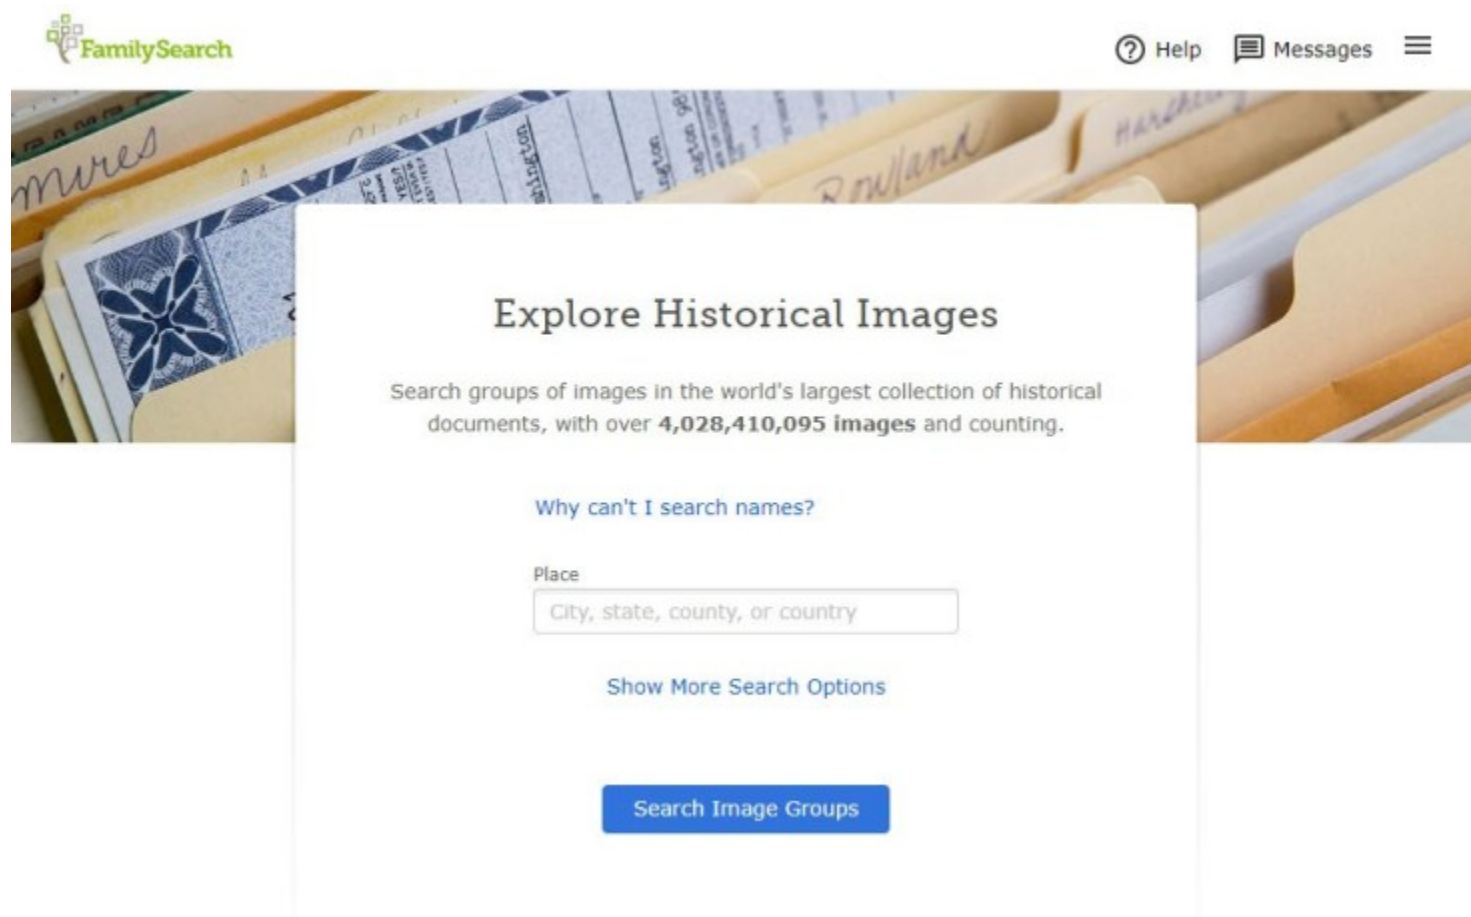 FamilySearch
Help
Messages
mires
Rowland
Explore Historical Images
Search groups of images in the world's largest collection of historical
documents, with over 4,028,410,095 images and counting.
Why can't I search names?
Place
City, state, county, or country
Show More Search Options
Search Image Groups